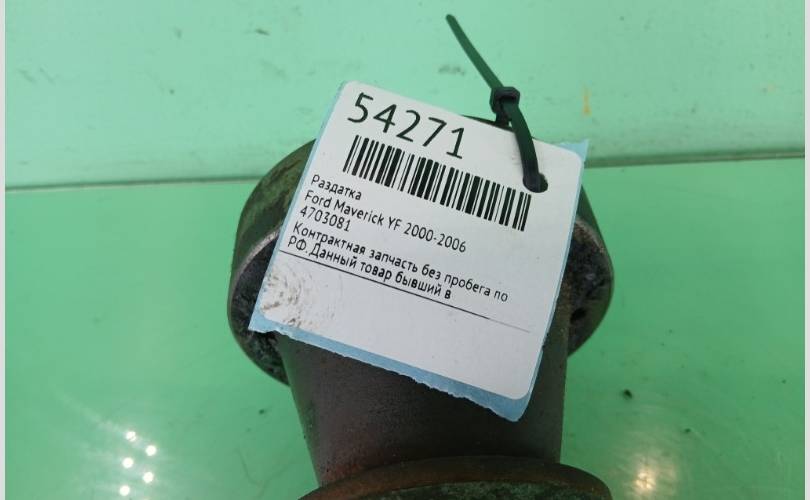 54271
Раздатка
Ford Maverick YF 2000-2006
4703081
Контрактная запчасть без пробега по
РФ. Данный товар бывший в